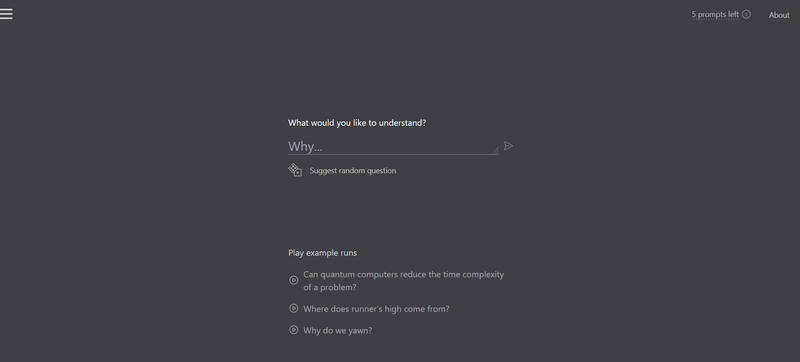 5 prompts left
About
What would you like to understand?
Why...
Suggest random question
Play example runs
Can quantum computers reduce the time complexity
of a problem?
Where does runner's high come from?
Why do we yawn?